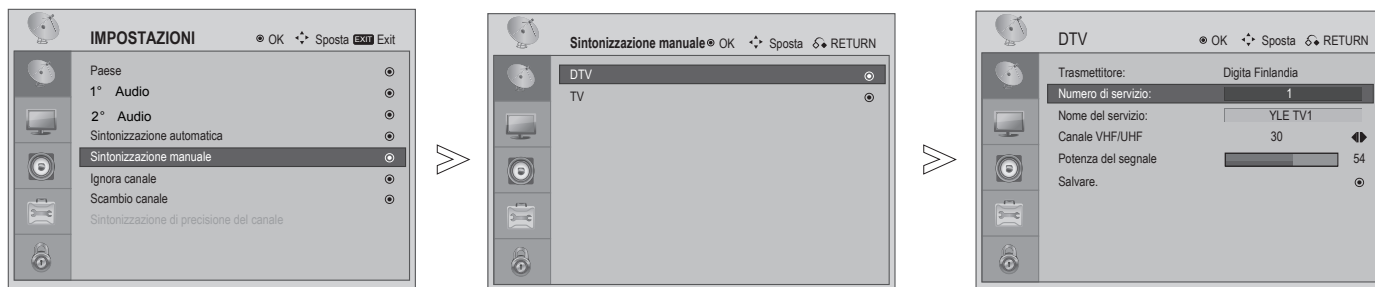 IMPOSTAZIONI OK Sposta EXIT Exit
Paese
1° Audio
2° Audio
Sintonizzazione automatica
Sintonizzazione manuale
Ignora canale
Scambio canale
Sintonizzazione di precisione del canale
Sintonizzazione manuale OK Sposta RETURN
DTV
TV
DTV OK Sposta RETURN
Trasmettitore: Digita Finlandia
Numero di servizio: 1
Nome del servizio: YLE TV1
Canale VHF/UHF 30
Potenza del segnale 54
Salvare.